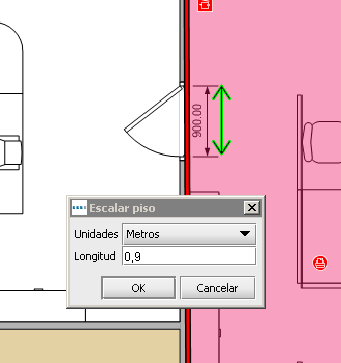 900.00
Escalar piso
Unidades Metros
Longitud 0,9
OK Cancelar